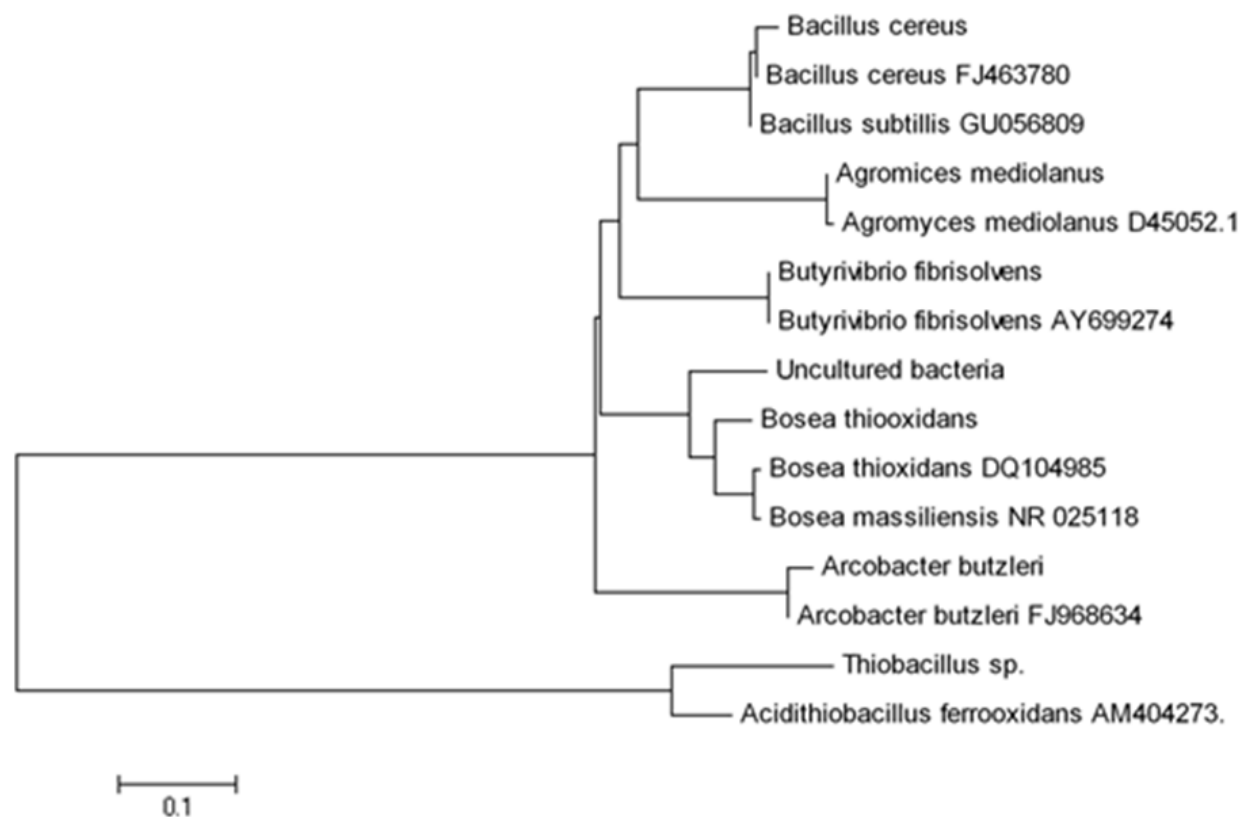 Bacillus cereus
Bacillus cereus FJ463780
Bacillus subtillis GU056809
Agromices mediolanus
Agromyces mediolanus D45052.1
Butyrivibrio fibrisolvens
Butyrivibrio fibrisolvens AY699274
Uncultured bacteria
Bosea thiooxidans
Bosea thioxidans DQ104985
Bosea massiliensis NR 025118
Arcobacter butzleri
Arcobacter butzleri FJ968634
Thiobacillus sp.
Acidithiobacillus ferrooxidans AM404273.
0.1